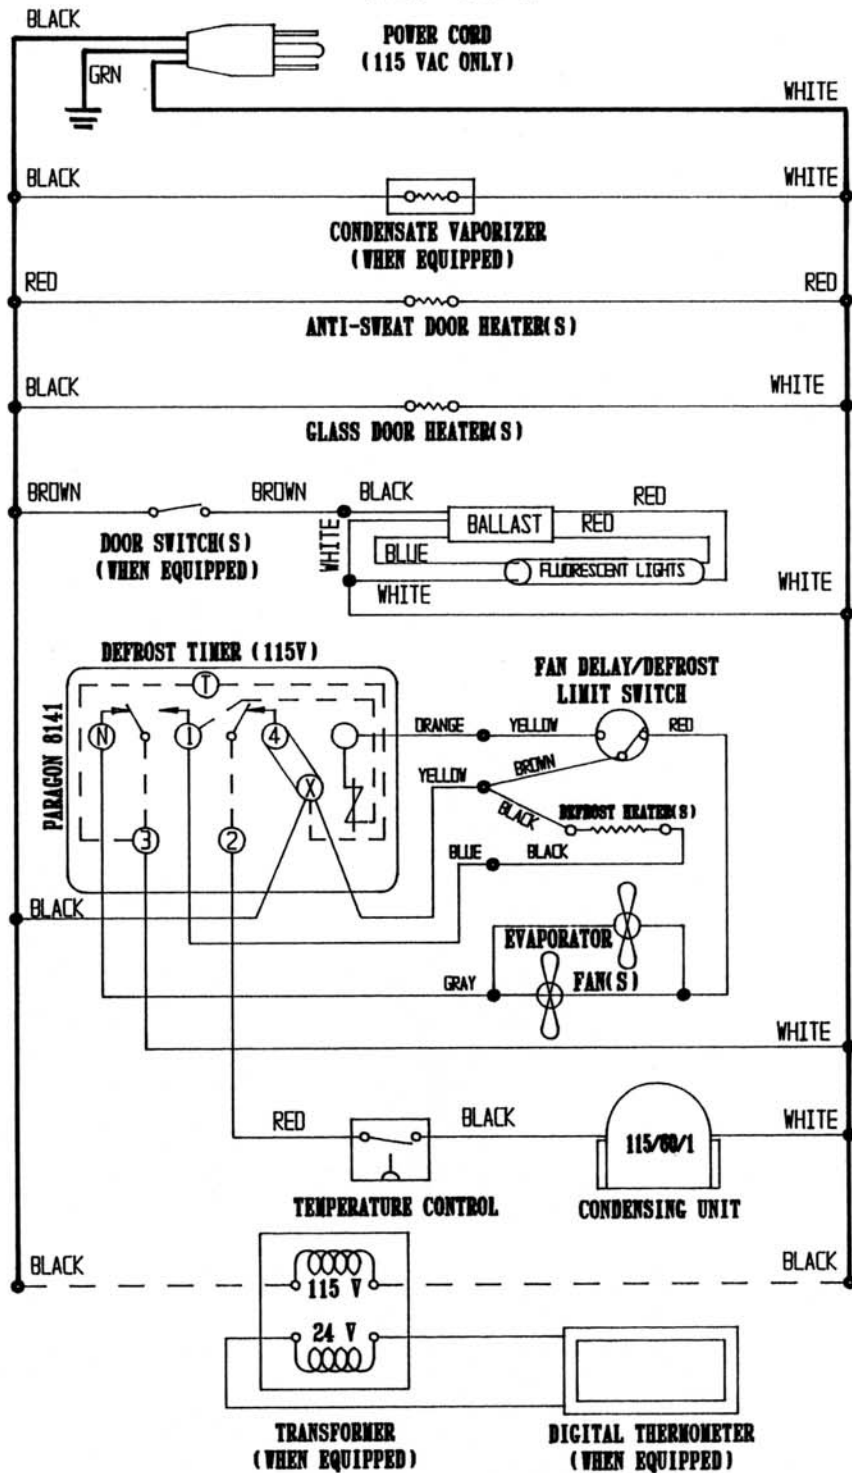 BLACK
POWER CORD
(115 VAC ONLY)
GRN
WHITE
BLACK
WHITE
CONDENSATE VAPORIZER
(WHEN EQUIPPED)
RED
RED
ANTI-SWEAT DOOR HEATER(S)
BLACK
WHITE
GLASS DOOR HEATER(S)
BROWN
BROWN
BLACK
RED
BALLAST
RED
DOOR SWITCH(S)
(WHEN EQUIPPED)
WHITE
BLUE
FLUORESCENT LIGHTS
WHITE
WHITE
DEFROST TIMER (115V)
FAN DELAY/DEFROST
LIMIT SWITCH
PARAGON 8141
T
N
1
4
X
3
2
ORANGE
YELLOW
RED
YELLOW
BROWN
BLACK
DEFROST HEATER(S)
BLUE
BLACK
BLACK
EVAPORATOR
FAN(S)
GRAY
WHITE
RED
BLACK
WHITE
115/60/1
TEMPERATURE CONTROL
CONDENSING UNIT
BLACK
BLACK
115 V
24 V
TRANSFORMER
(WHEN EQUIPPED)
DIGITAL THERMOMETER
(WHEN EQUIPPED)